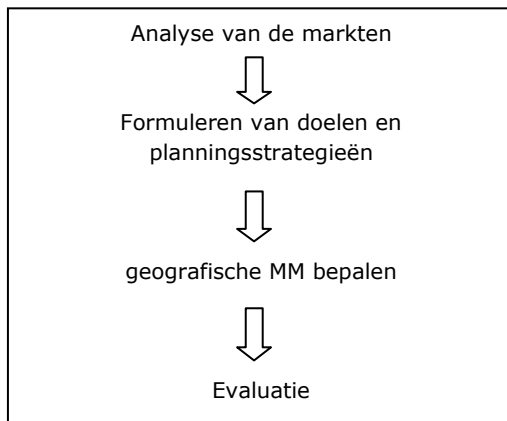 Analyse van de markten
Formuleren van doelen en
planningsstrategieën
geografische MM bepalen
Evaluatie